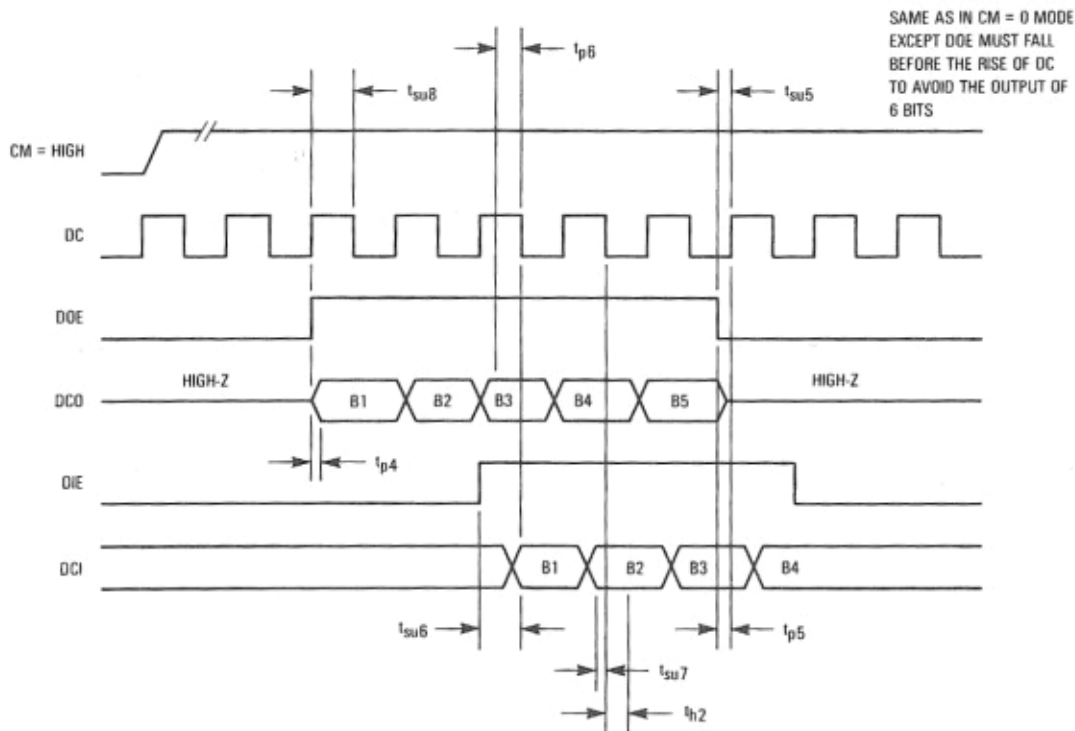 SAME AS IN CM = 0 MODE
EXCEPT DOE MUST FALL
BEFORE THE RISE OF DC
TO AVOID THE OUTPUT OF
6 BITS
tp6
tsu8
tsu5
CM = HIGH
DC
DOE
HIGH-Z
HIGH-Z
DCO
B1
B2
B3
B4
B5
tp4
DIE
DCI
B1
B2
B3
B4
tsu6
tp5
tsu7
th2